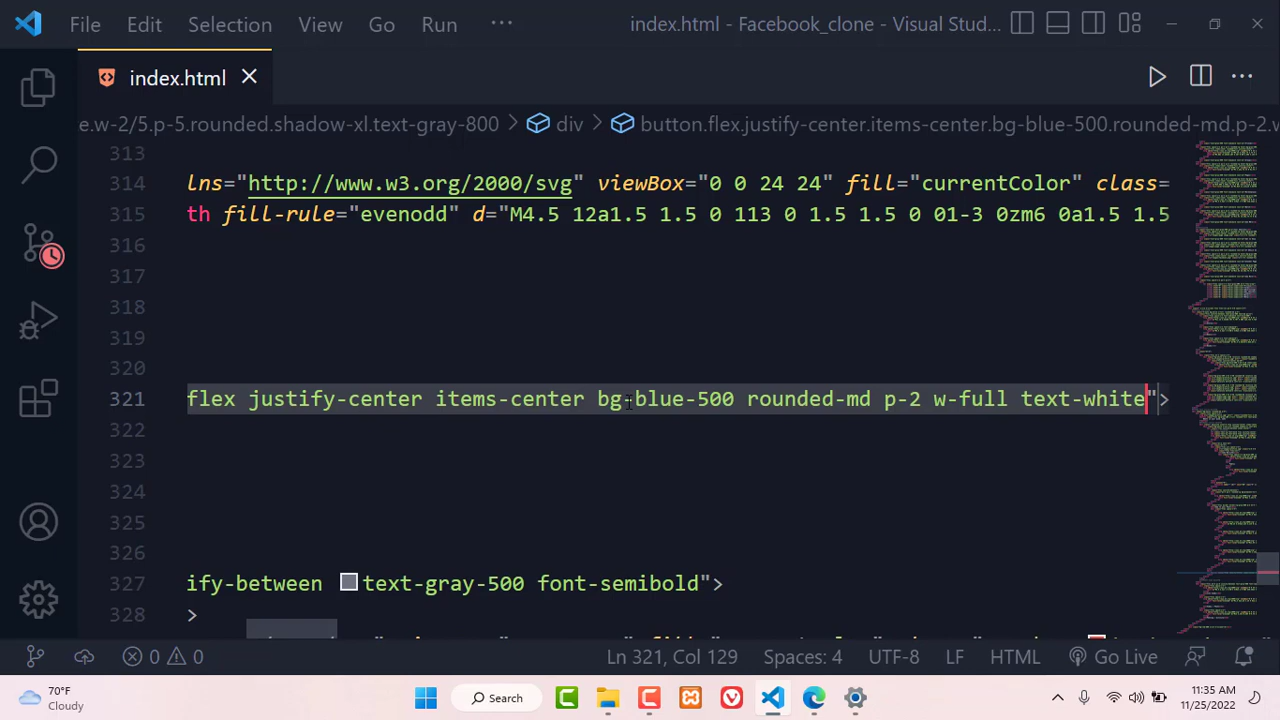 File Edit Selection View Go Run ··· index.html - Facebook_clone - Visual Stud...
index.html
e.w-2/5.p-5.rounded.shadow-xl.text-gray-800 > div > button.flex.justify-center.items-center.bg-blue-500.rounded-md.p-2.w
313
314 lns="http://www.w3.org/2000/svg" viewBox="0 0 24 24" fill="currentColor" class=
315 th fill-rule="evenodd" d="M4.5 12a1.5 1.5 0 113 0 1.5 1.5 0 01-3 0zm6 0a1.5 1.5
316
317
318
319
320
321 flex justify-center items-center bg-blue-500 rounded-md p-2 w-full text-white">
322
323
324
325
326
327 ify-between text-gray-500 font-semibold">
328 >
0 0 Ln 321, Col 129 Spaces: 4 UTF-8 LF HTML Go Live
70°F
Cloudy
Search
11:35 AM
11/25/2022